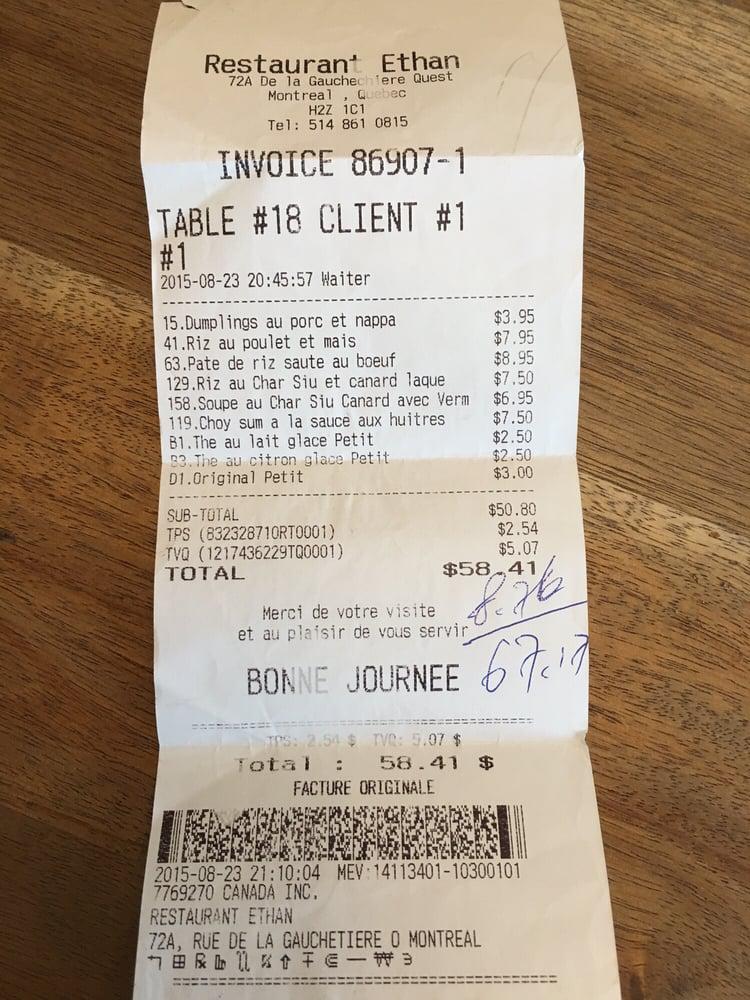 Restaurant Ethan
72A De la Gauchechiere Ouest
Montreal , Quebec
H2Z 1C1
Tel: 514 861 0815
INVOICE 86907-1
TABLE #18 CLIENT #1
#1
2015-08-23 20:45:57 Waiter
15.Dumplings au porc et nappa $3.95
41.Riz au poulet et mais $7.95
63.Pate de riz saute au boeuf $8.95
129.Riz au Char Siu et canard laque $7.50
158.Soupe au Char Siu Canard avec Verm $6.95
119.Choy sum a la sauce aux huitres $7.50
B1.The au lait glace Petit $2.50
B3.The au citron glace Petit $2.50
D1.Original Petit $3.00
SUB-TOTAL $50.80
TPS (832328710RT0001) $2.54
TVQ (1217436229TQ0001) $5.07
TOTAL $58.41
8.76
Merci de votre visite
et au plaisir de vous servir
67.17
BONNE JOURNEE
TPS: 2.54 $ TVQ: 5.07 $
Total : 58.41 $
FACTURE ORIGINALE
2015-08-23 21:10:04 MEV:14113401-10300101
7769270 CANADA INC.
RESTAURANT ETHAN
72A, RUE DE LA GAUCHETIERE O MONTREAL